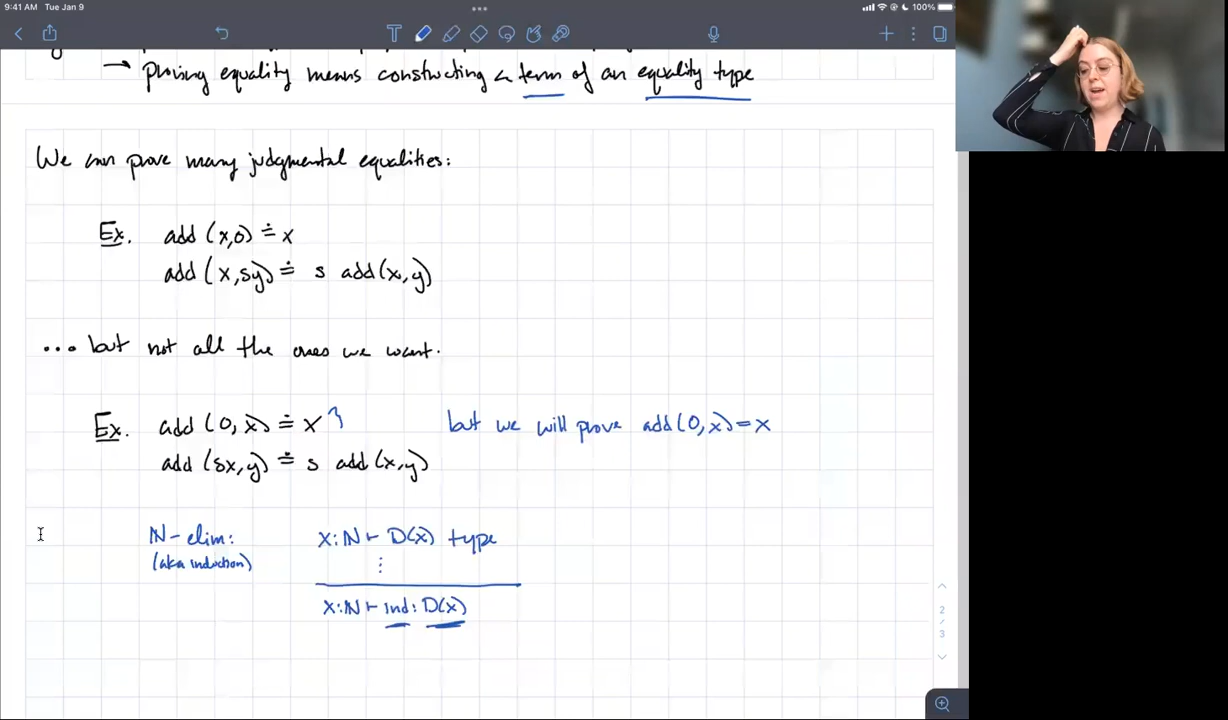 9:41 AM Tue Jan 9
100%
→ proving equality means constructing a term of an equality type
We can prove many judgmental equalities:
Ex. add (x,0) ≐ x
add (x,sy) ≐ s add(x,y)
... but not all the ones we want.
Ex. add (0,x) ≐ x } but we will prove add(0,x) = x
add (sx,y) ≐ s add(x,y)
N-elim: x:N ⊢ D(x) type
(aka induction) ⋮
x:N ⊢ ind: D(x)
2
/
3